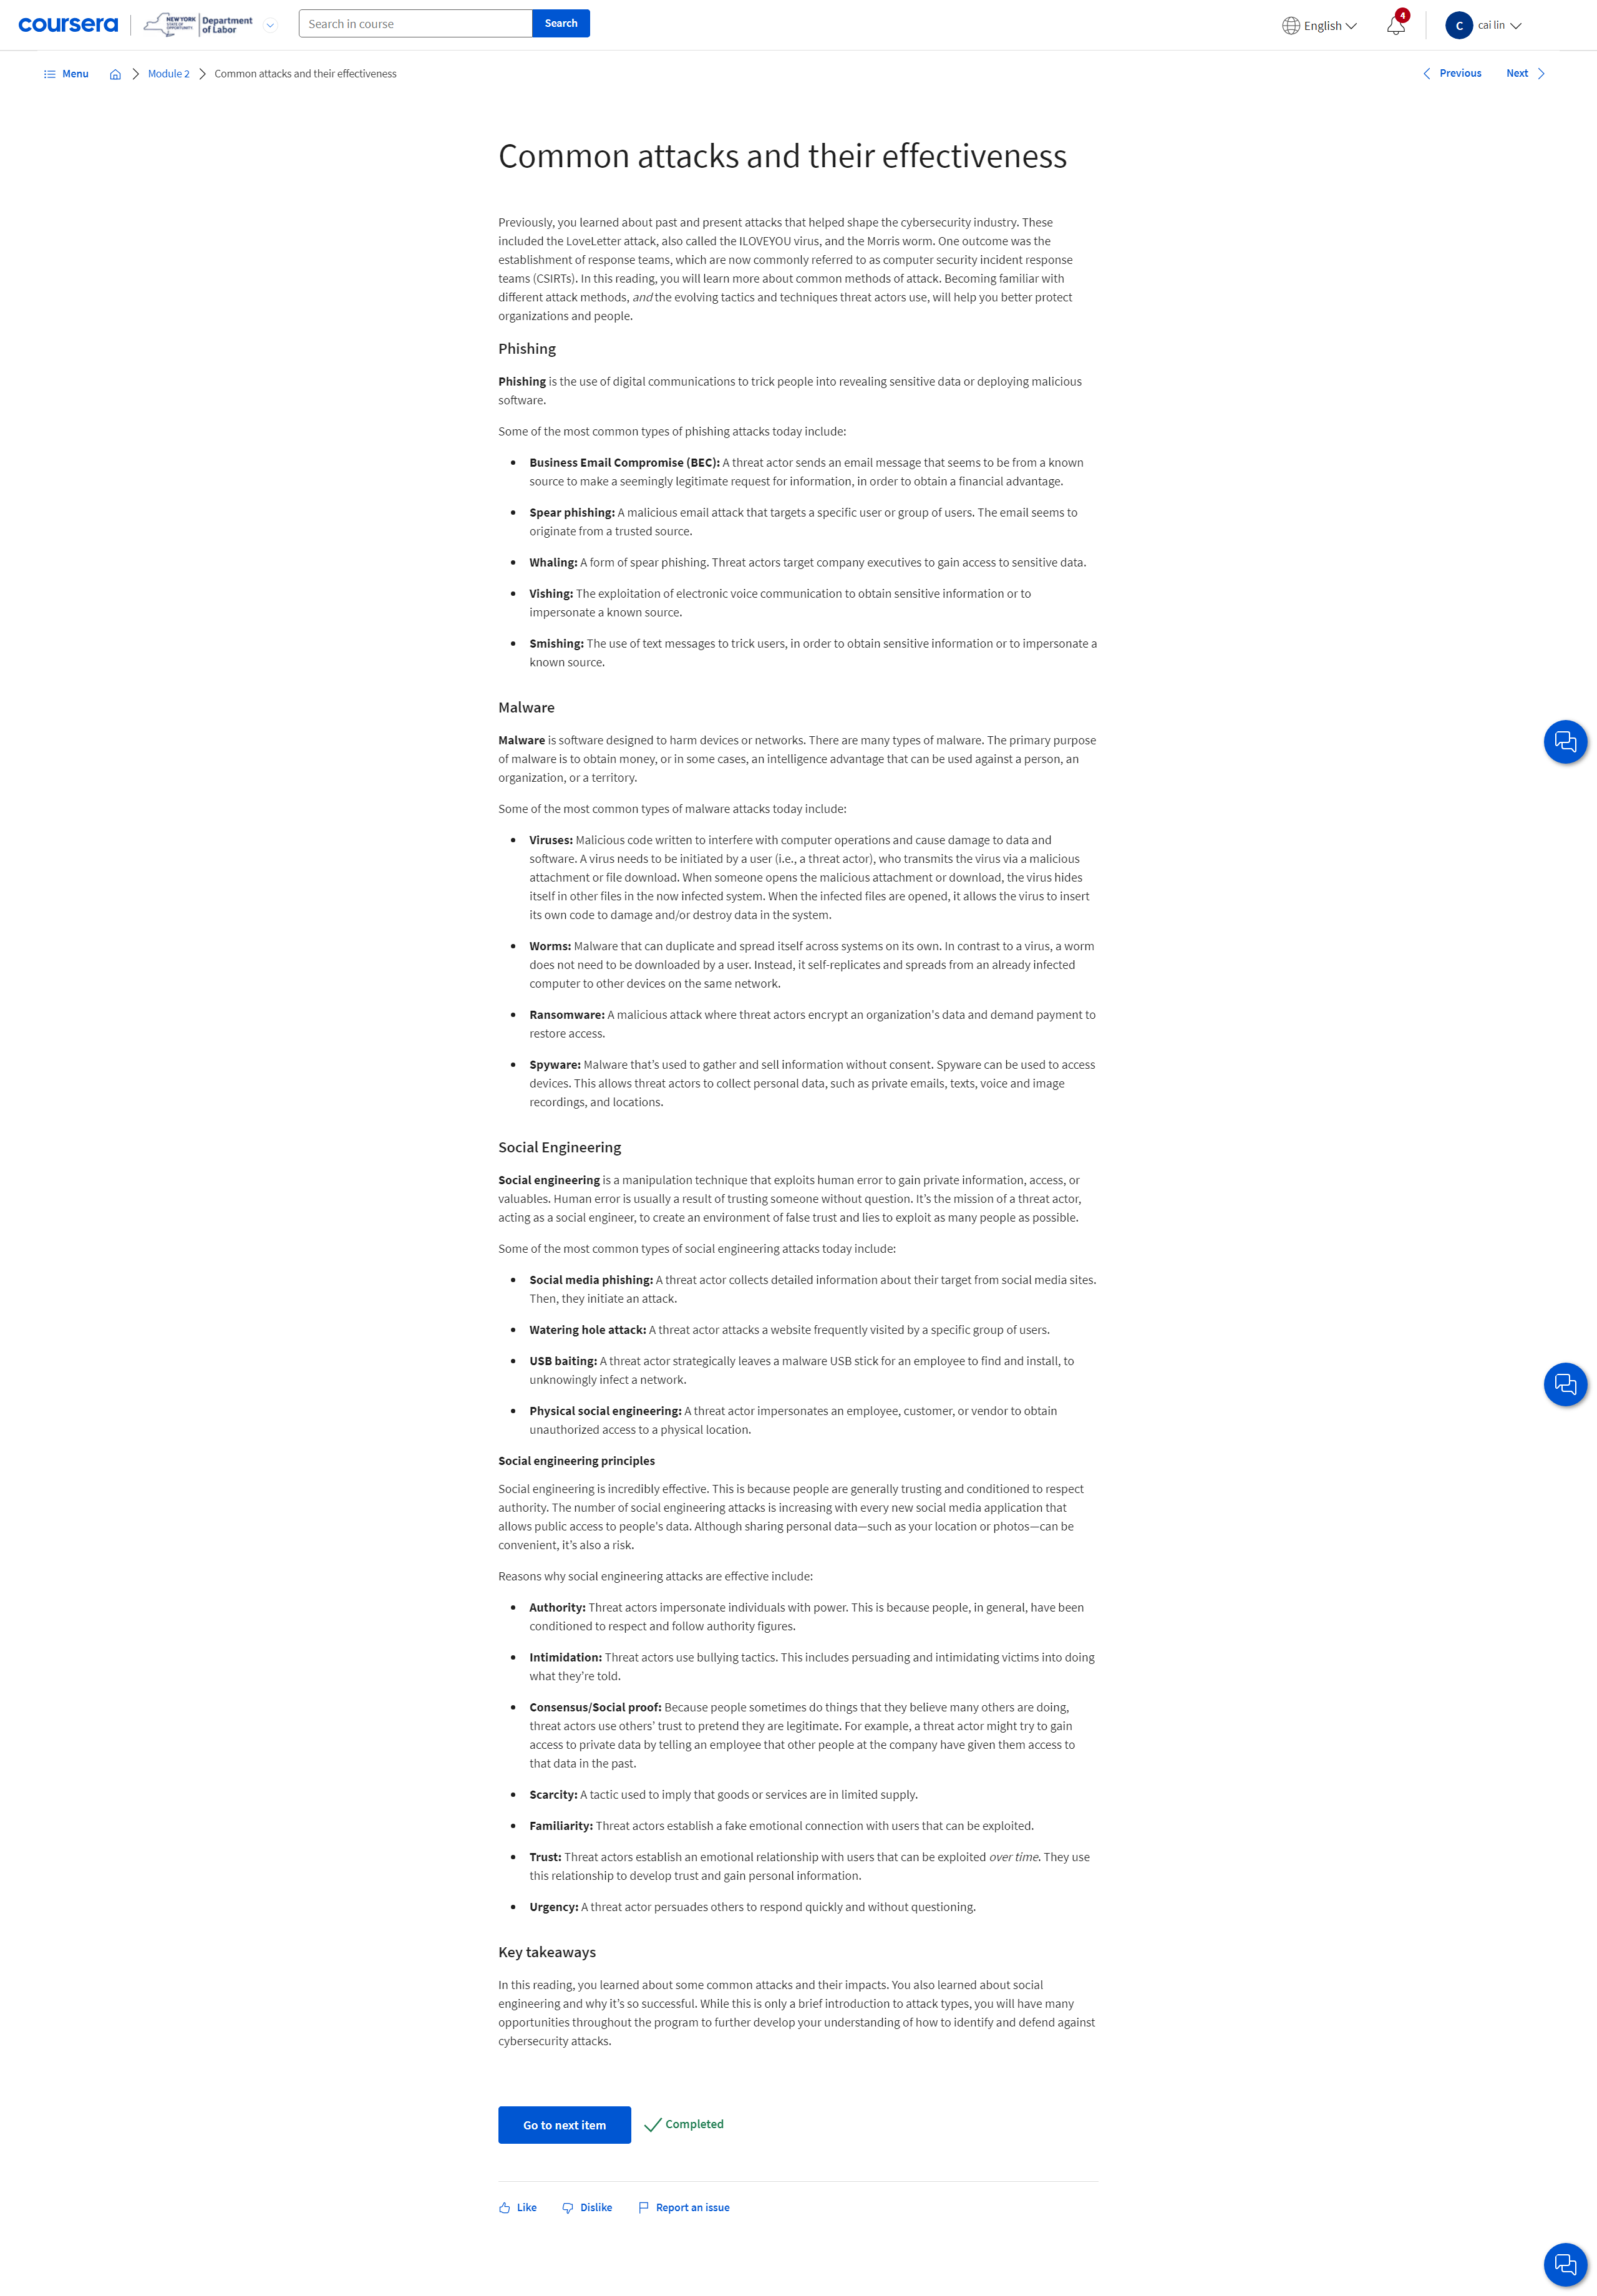 coursera
NEW YORK
STATE OF
OPPORTUNITY.
Department
of Labor
Search in course
Search
English
4
C
cai lin
Menu
Module 2
Common attacks and their effectiveness
Previous
Next
Common attacks and their effectiveness
Previously, you learned about past and present attacks that helped shape the cybersecurity industry. These
included the LoveLetter attack, also called the ILOVEYOU virus, and the Morris worm. One outcome was the
establishment of response teams, which are now commonly referred to as computer security incident response
teams (CSIRTs). In this reading, you will learn more about common methods of attack. Becoming familiar with
different attack methods, and the evolving tactics and techniques threat actors use, will help you better protect
organizations and people.
Phishing
Phishing is the use of digital communications to trick people into revealing sensitive data or deploying malicious
software.
Some of the most common types of phishing attacks today include:
• Business Email Compromise (BEC): A threat actor sends an email message that seems to be from a known
source to make a seemingly legitimate request for information, in order to obtain a financial advantage.
• Spear phishing: A malicious email attack that targets a specific user or group of users. The email seems to
originate from a trusted source.
• Whaling: A form of spear phishing. Threat actors target company executives to gain access to sensitive data.
• Vishing: The exploitation of electronic voice communication to obtain sensitive information or to
impersonate a known source.
• Smishing: The use of text messages to trick users, in order to obtain sensitive information or to impersonate a
known source.
Malware
Malware is software designed to harm devices or networks. There are many types of malware. The primary purpose
of malware is to obtain money, or in some cases, an intelligence advantage that can be used against a person, an
organization, or a territory.
Some of the most common types of malware attacks today include:
• Viruses: Malicious code written to interfere with computer operations and cause damage to data and
software. A virus needs to be initiated by a user (i.e., a threat actor), who transmits the virus via a malicious
attachment or file download. When someone opens the malicious attachment or download, the virus hides
itself in other files in the now infected system. When the infected files are opened, it allows the virus to insert
its own code to damage and/or destroy data in the system.
• Worms: Malware that can duplicate and spread itself across systems on its own. In contrast to a virus, a worm
does not need to be downloaded by a user. Instead, it self-replicates and spreads from an already infected
computer to other devices on the same network.
• Ransomware: A malicious attack where threat actors encrypt an organization's data and demand payment to
restore access.
• Spyware: Malware that’s used to gather and sell information without consent. Spyware can be used to access
devices. This allows threat actors to collect personal data, such as private emails, texts, voice and image
recordings, and locations.
Social Engineering
Social engineering is a manipulation technique that exploits human error to gain private information, access, or
valuables. Human error is usually a result of trusting someone without question. It’s the mission of a threat actor,
acting as a social engineer, to create an environment of false trust and lies to exploit as many people as possible.
Some of the most common types of social engineering attacks today include:
• Social media phishing: A threat actor collects detailed information about their target from social media sites.
Then, they initiate an attack.
• Watering hole attack: A threat actor attacks a website frequently visited by a specific group of users.
• USB baiting: A threat actor strategically leaves a malware USB stick for an employee to find and install, to
unknowingly infect a network.
• Physical social engineering: A threat actor impersonates an employee, customer, or vendor to obtain
unauthorized access to a physical location.
Social engineering principles
Social engineering is incredibly effective. This is because people are generally trusting and conditioned to respect
authority. The number of social engineering attacks is increasing with every new social media application that
allows public access to people's data. Although sharing personal data—such as your location or photos—can be
convenient, it’s also a risk.
Reasons why social engineering attacks are effective include:
• Authority: Threat actors impersonate individuals with power. This is because people, in general, have been
conditioned to respect and follow authority figures.
• Intimidation: Threat actors use bullying tactics. This includes persuading and intimidating victims into doing
what they’re told.
• Consensus/Social proof: Because people sometimes do things that they believe many others are doing,
threat actors use others’ trust to pretend they are legitimate. For example, a threat actor might try to gain
access to private data by telling an employee that other people at the company have given them access to
that data in the past.
• Scarcity: A tactic used to imply that goods or services are in limited supply.
• Familiarity: Threat actors establish a fake emotional connection with users that can be exploited.
• Trust: Threat actors establish an emotional relationship with users that can be exploited over time. They use
this relationship to develop trust and gain personal information.
• Urgency: A threat actor persuades others to respond quickly and without questioning.
Key takeaways
In this reading, you learned about some common attacks and their impacts. You also learned about social
engineering and why it’s so successful. While this is only a brief introduction to attack types, you will have many
opportunities throughout the program to further develop your understanding of how to identify and defend against
cybersecurity attacks.
Go to next item
Completed
Like
Dislike
Report an issue